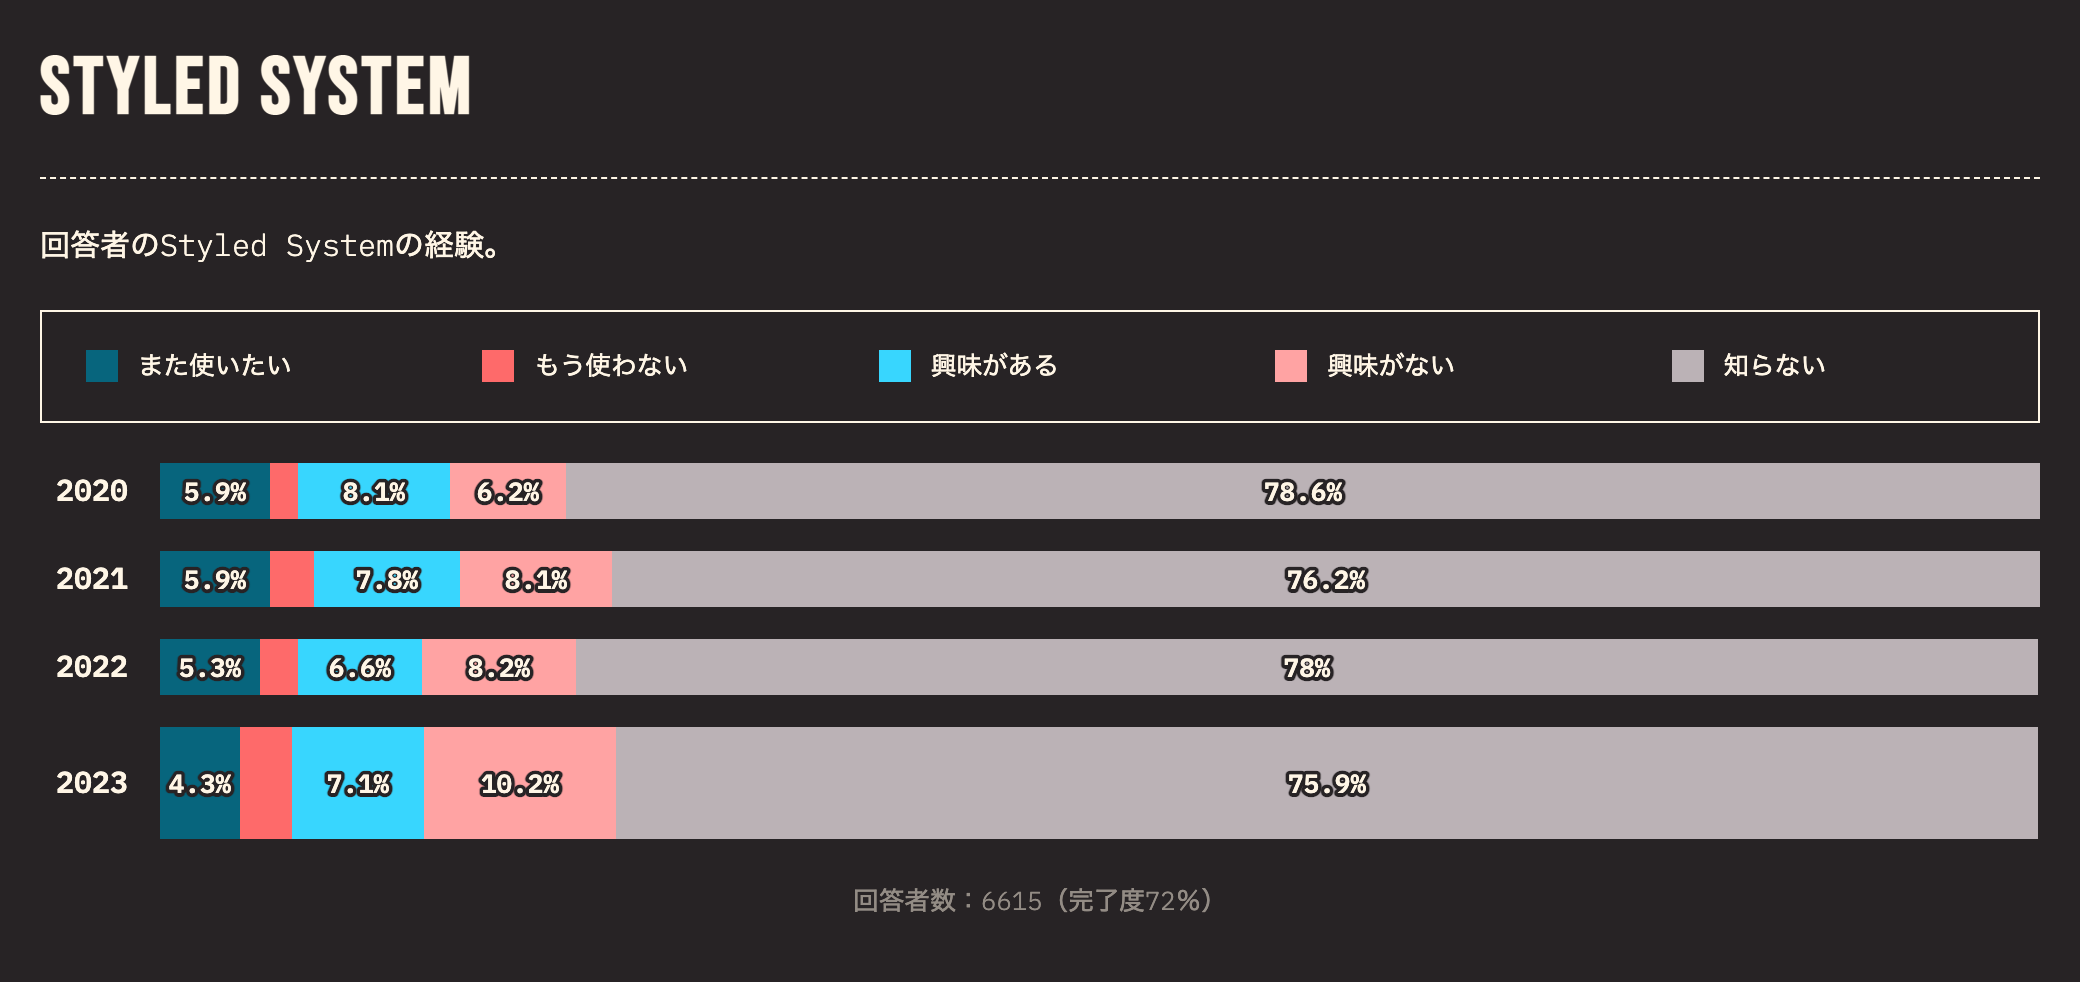 STYLED SYSTEM
回答者のStyled Systemの経験。
また使いたい もう使わない 興味がある 興味がない 知らない
2020 5.9% 8.1% 6.2% 78.6%
2021 5.9% 7.8% 8.1% 76.2%
2022 5.3% 6.6% 8.2% 78%
2023 4.3% 7.1% 10.2% 75.9%
回答者数：6615（完了度72%）